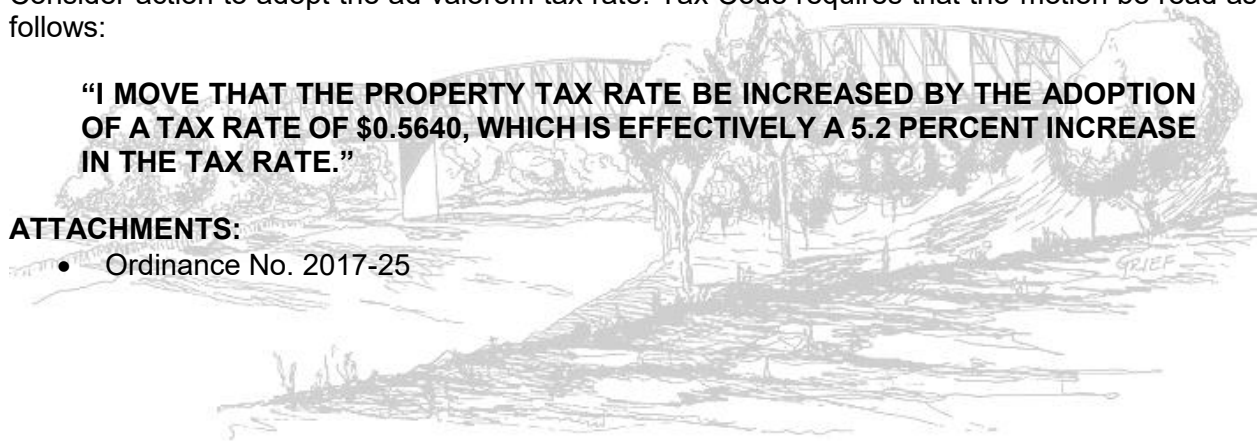 Consider action to adopt the ad valorem tax rate. Tax Code requires that the motion be read as
follows:
“I MOVE THAT THE PROPERTY TAX RATE BE INCREASED BY THE ADOPTION
OF A TAX RATE OF $0.5640, WHICH IS EFFECTIVELY A 5.2 PERCENT INCREASE
IN THE TAX RATE.”
ATTACHMENTS:
• Ordinance No. 2017-25
GRIEF